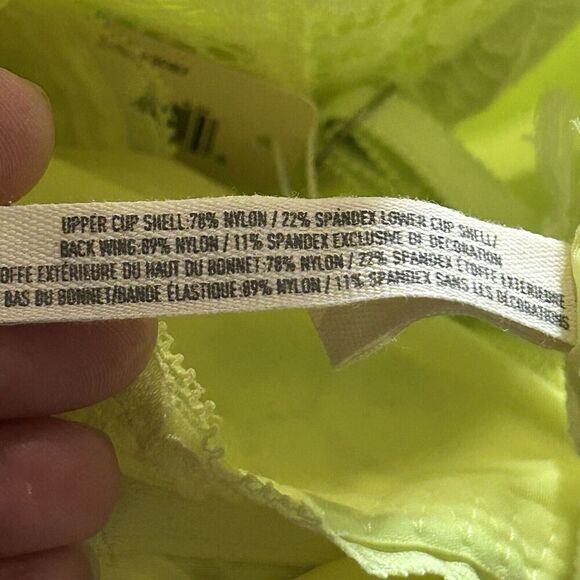 UPPER CUP SHELL:78% NYLON / 22% SPANDEX LOWER CUP SHELL/
BACK WING:89% NYLON / 11% SPANDEX EXCLUSIVE OF DECORATION
TOFFE EXTÉRIEURE DU HAUT DU BONNET:78% NYLON / 22% SPANDEX ÉTOFFE EXTÉRIEURE
BAS DU BONNET/BANDE ÉLASTIQUE:89% NYLON / 11% SPANDEX SANS LES DÉCORATIONS